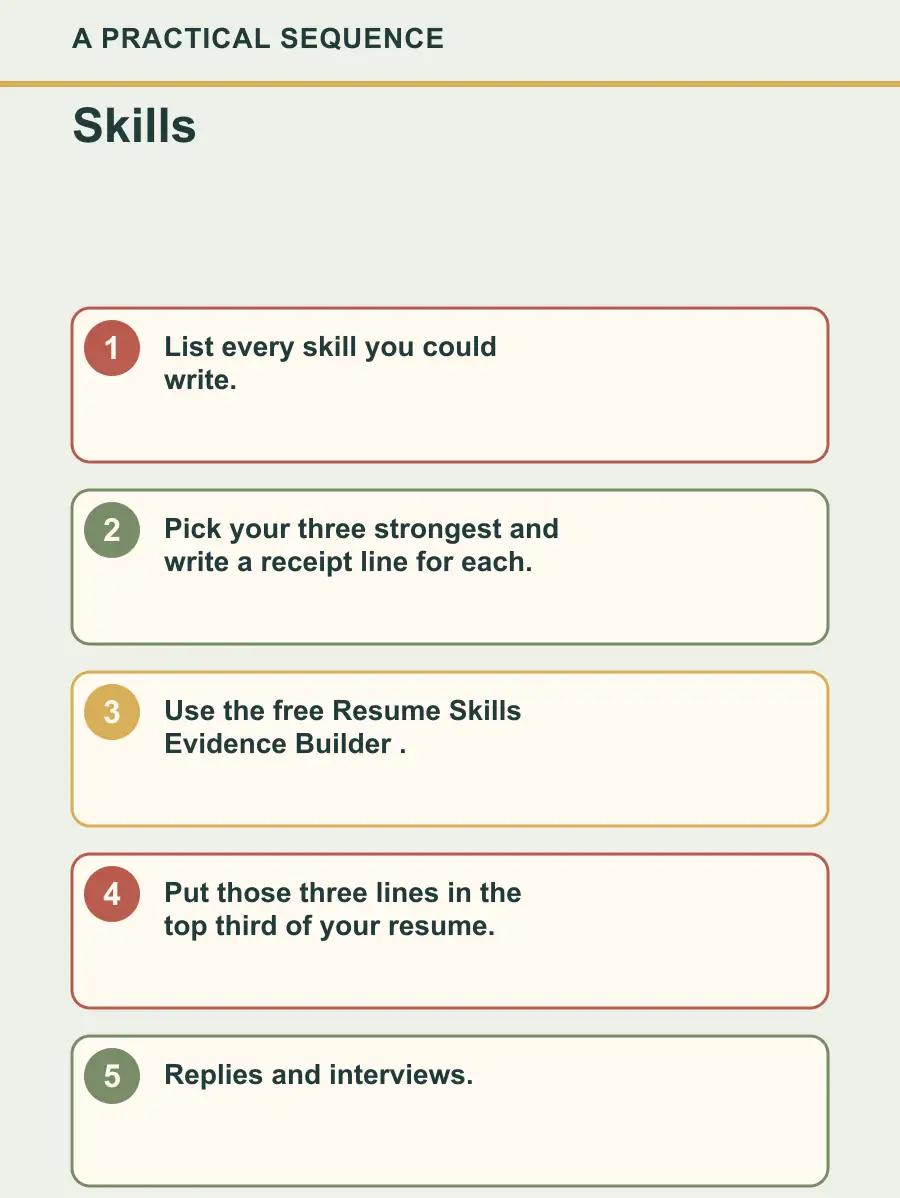 A PRACTICAL SEQUENCE
Skills
1
List every skill you could
write.
2
Pick your three strongest and
write a receipt line for each.
3
Use the free Resume Skills
Evidence Builder .
4
Put those three lines in the
top third of your resume.
5
Replies and interviews.